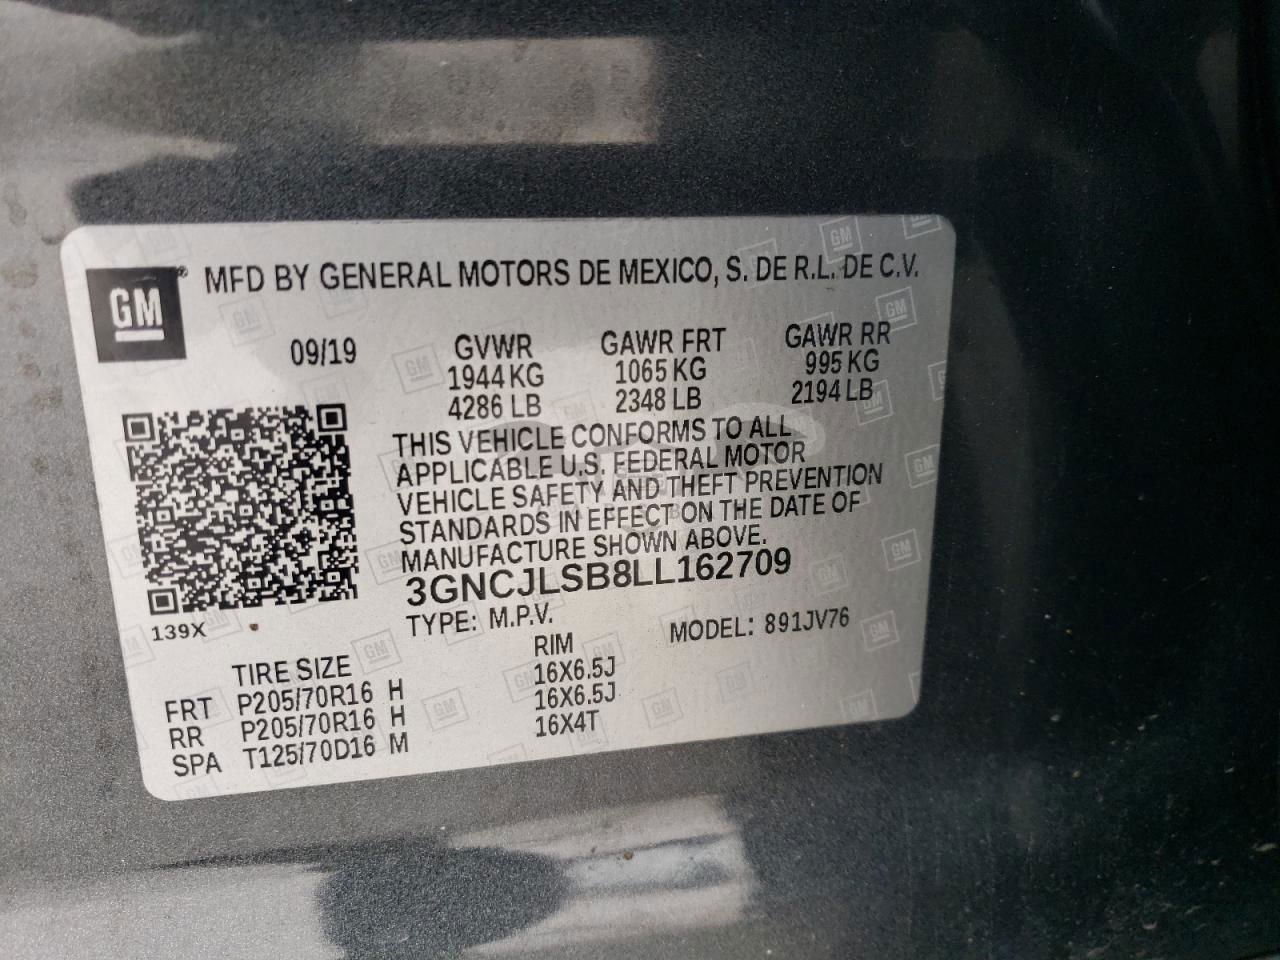 GM
MFD BY GENERAL MOTORS DE MEXICO, S. DE R.L. DE C.V.
09/19 GVWR GAWR FRT GAWR RR
1944 KG 1065 KG 995 KG
4286 LB 2348 LB 2194 LB
THIS VEHICLE CONFORMS TO ALL
APPLICABLE U.S. FEDERAL MOTOR
VEHICLE SAFETY AND THEFT PREVENTION
STANDARDS IN EFFECT ON THE DATE OF
MANUFACTURE SHOWN ABOVE.
3GNCJLSB8LL162709
139X
TYPE: M.P.V. MODEL: 891JV76
TIRE SIZE RIM
FRT P205/70R16 H 16X6.5J
RR P205/70R16 H 16X6.5J
SPA T125/70D16 M 16X4T